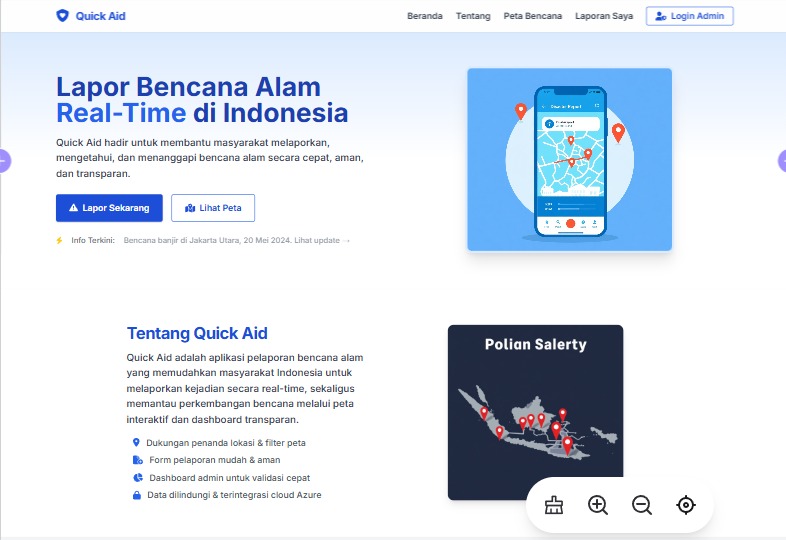 Quick Aid
Beranda
Tentang
Peta Bencana
Laporan Saya
Login Admin
Lapor Bencana Alam
Real-Time di Indonesia
Quick Aid hadir untuk membantu masyarakat melaporkan,
mengetahui, dan menanggapi bencana alam secara cepat, aman,
dan transparan.
Lapor Sekarang
Lihat Peta
Info Terkini: Bencana banjir di Jakarta Utara, 20 Mei 2024. Lihat update →
Tentang Quick Aid
Quick Aid adalah aplikasi pelaporan bencana alam
yang memudahkan masyarakat Indonesia untuk
melaporkan kejadian secara real-time, sekaligus
memantau perkembangan bencana melalui peta
interaktif dan dashboard transparan.
Dukungan penanda lokasi & filter peta
Form pelaporan mudah & aman
Dashboard admin untuk validasi cepat
Data dilindungi & terintegrasi cloud Azure
Polian Salerty